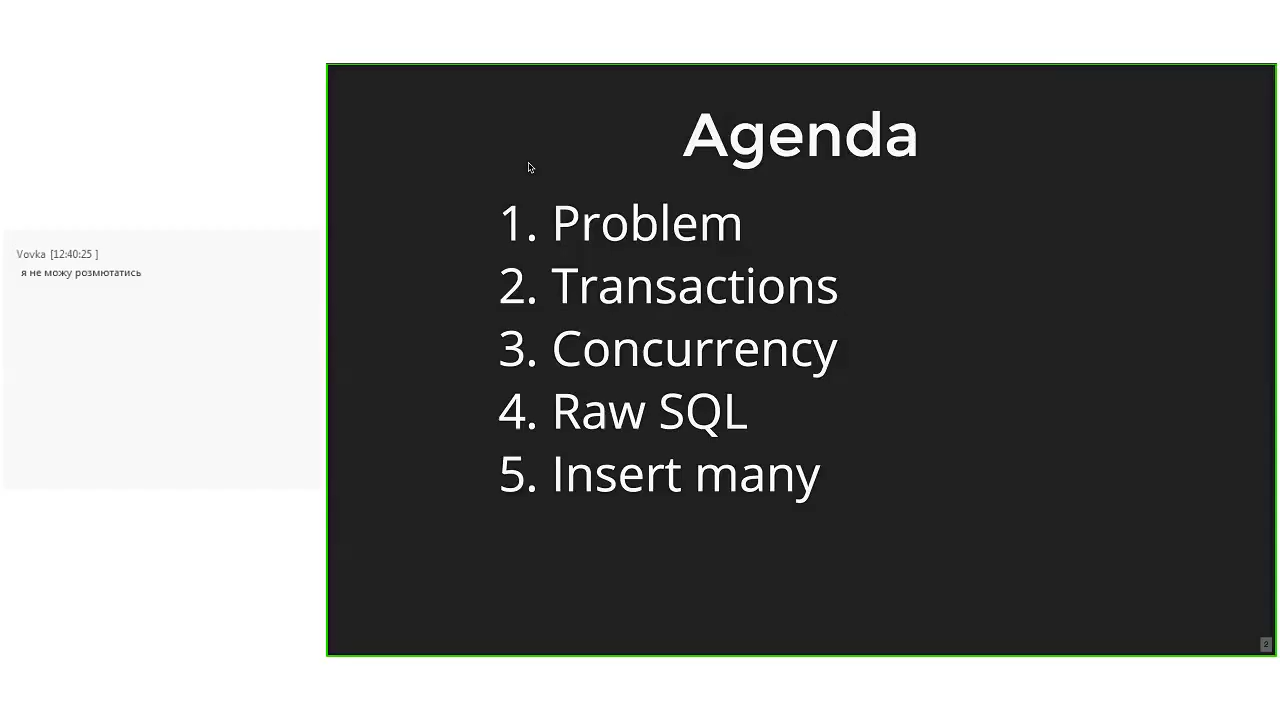 Vovka [12:40:25 ]
я не можу розмютатись
Agenda
1. Problem
2. Transactions
3. Concurrency
4. Raw SQL
5. Insert many
2